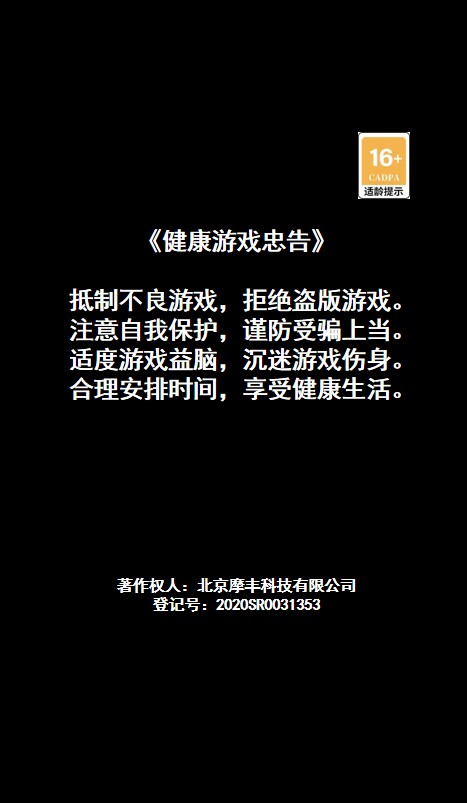 16+
CADPA
适龄提示
《健康游戏忠告》
抵制不良游戏，拒绝盗版游戏。
注意自我保护，谨防受骗上当。
适度游戏益脑，沉迷游戏伤身。
合理安排时间，享受健康生活。
著作权人：北京摩丰科技有限公司
登记号：2020SR0031353